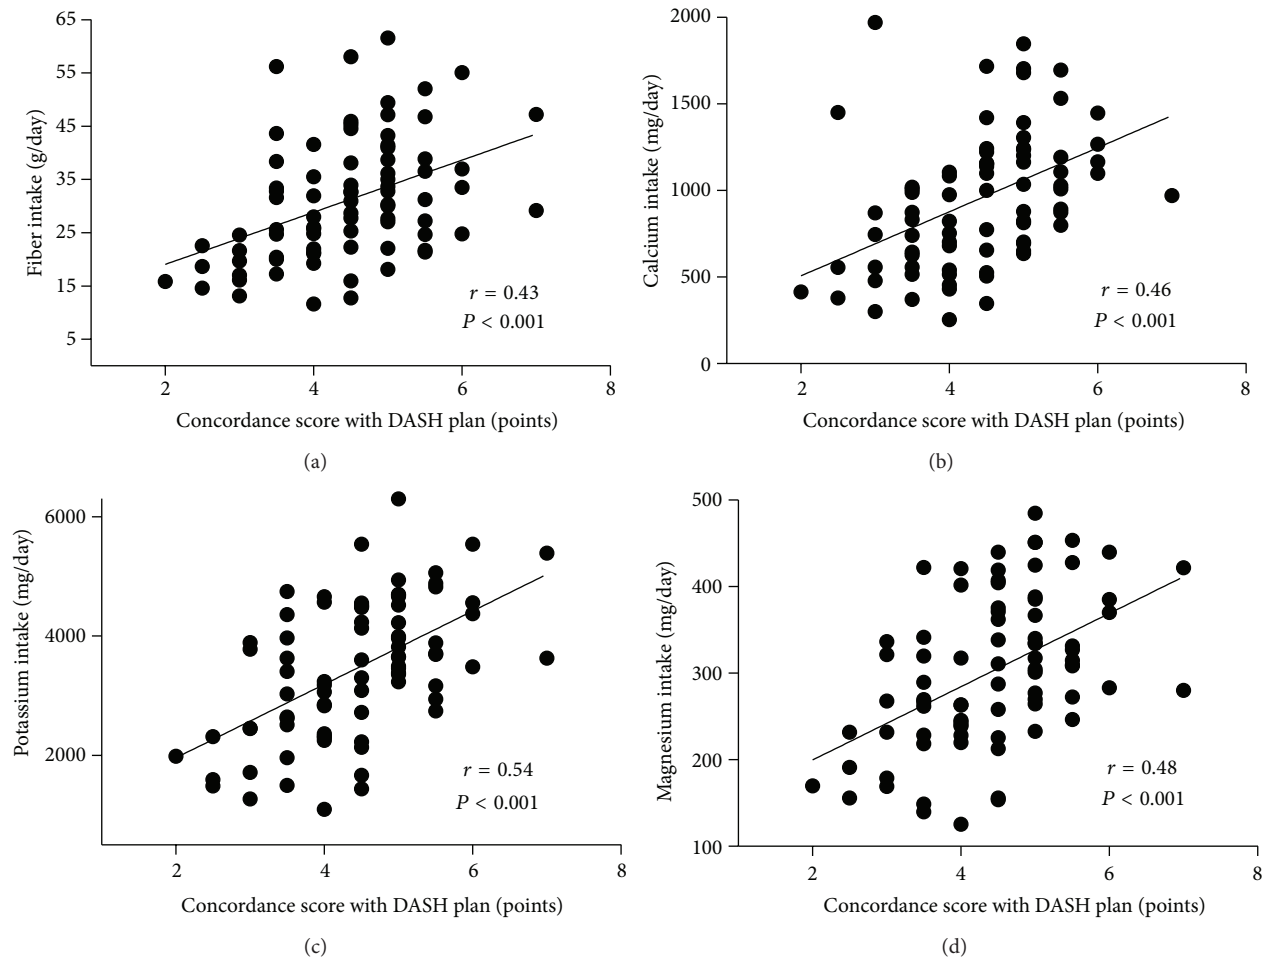 65
55
45
35
25
15
5
Fiber intake (g/day)
r = 0.43
P < 0.001
2 4 6 8
Concordance score with DASH plan (points)
(a)
2000
1500
1000
500
0
Calcium intake (mg/day)
r = 0.46
P < 0.001
2 4 6 8
Concordance score with DASH plan (points)
(b)
6000
4000
2000
Potassium intake (mg/day)
r = 0.54
P < 0.001
2 4 6 8
Concordance score with DASH plan (points)
(c)
500
400
300
200
100
Magnesium intake (mg/day)
r = 0.48
P < 0.001
2 4 6 8
Concordance score with DASH plan (points)
(d)